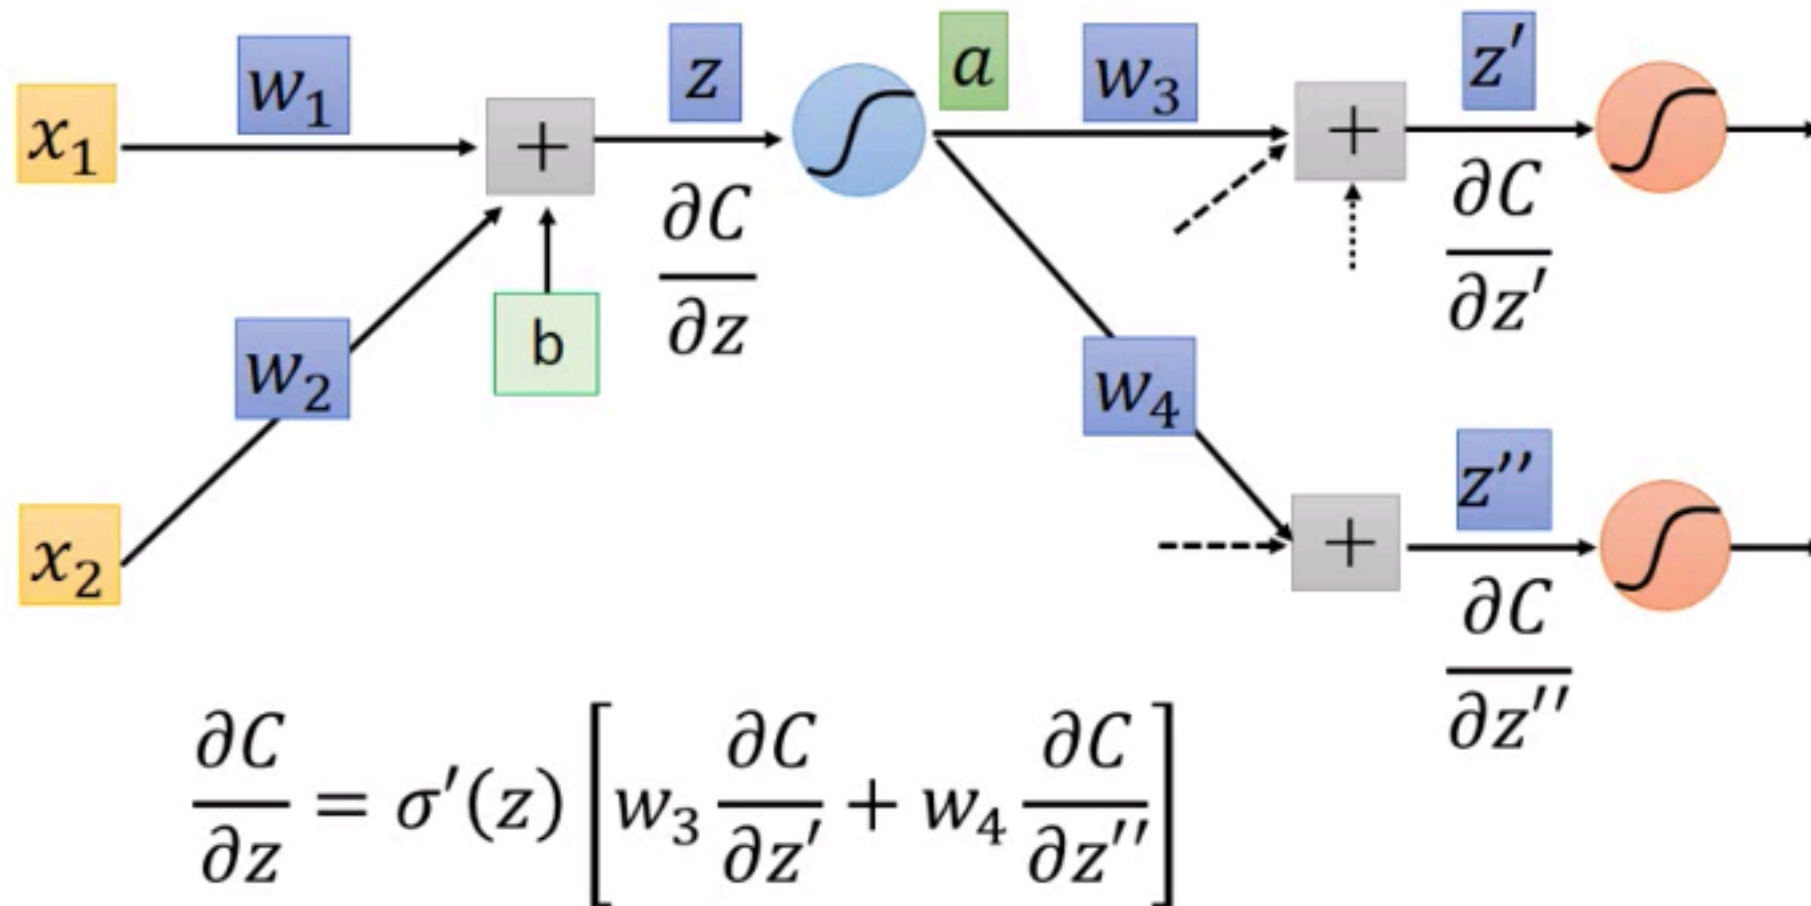 x₁ w₁ + z a w₃ + z′
∂C/∂z ∂C/∂z′
w₂ b w₄
x₂ + z′′
∂C/∂z′′
∂C/∂z = σ′(z) [w₃ ∂C/∂z′ + w₄ ∂C/∂z′′]